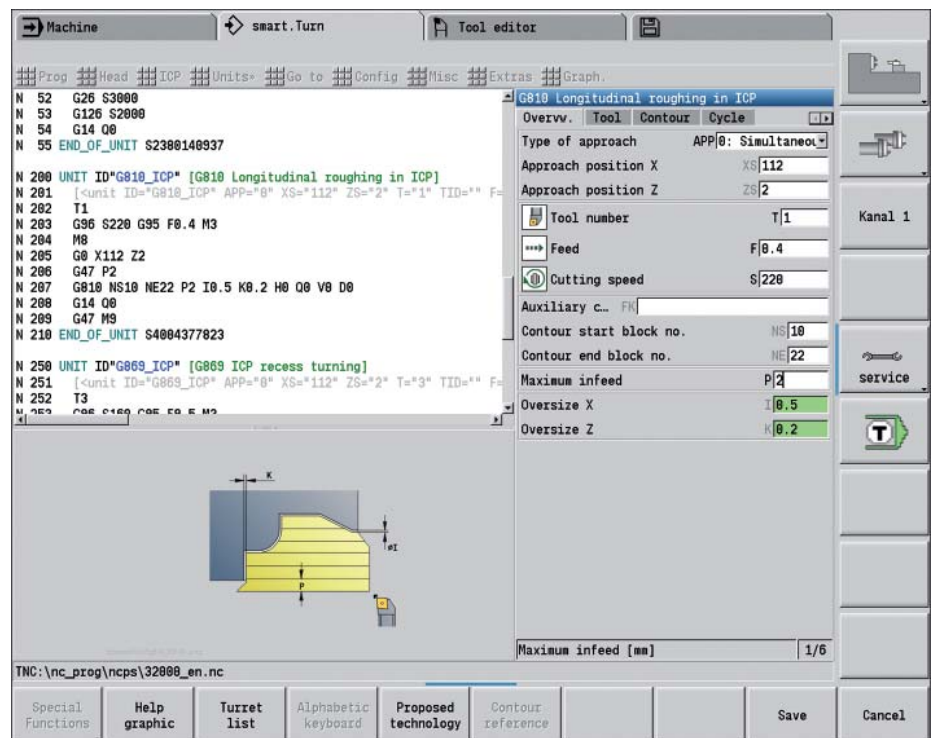 Machine
smart.Turn
Tool editor
Prog Head ICP Units» Go to Config Misc Extras Graph.
N 52 G26 S3000
N 53 G126 S2000
N 54 G14 Q0
N 55 END_OF_UNIT S2380140937
N 200 UNIT ID"G810_ICP" [G810 Longitudinal roughing in ICP]
N 201 [<unit ID="G810_ICP" APP="0" XS="112" ZS="2" T="1" TID="" F=
N 202 T1
N 203 G96 S220 G95 F0.4 M3
N 204 M8
N 205 G0 X112 Z2
N 206 G47 P2
N 207 G810 NS10 NE22 P2 I0.5 K0.2 H0 Q0 V0 D0
N 208 G14 Q0
N 209 G47 M9
N 210 END_OF_UNIT S4004377823
N 250 UNIT ID"G869_ICP" [G869 ICP recess turning]
N 251 [<unit ID="G869_ICP" APP="0" XS="112" ZS="2" T="3" TID="" F=
N 252 T3
G810 Longitudinal roughing in ICP
Overvw. Tool Contour Cycle
Type of approach APP 0: Simultaneou
Approach position X XS 112
Approach position Z ZS 2
Tool number T 1
Feed F 0.4
Cutting speed S 220
Auxiliary c… FK
Contour start block no. NS 10
Contour end block no. NE 22
Maximum infeed P 2
Oversize X I 0.5
Oversize Z K 0.2
Kanal 1
service
T
K
øI
P
Maximum infeed [mm] 1/6
TNC:\nc_prog\ncps\32000_en.nc
Special Functions
Help graphic
Turret list
Alphabetic keyboard
Proposed technology
Contour reference
Save
Cancel